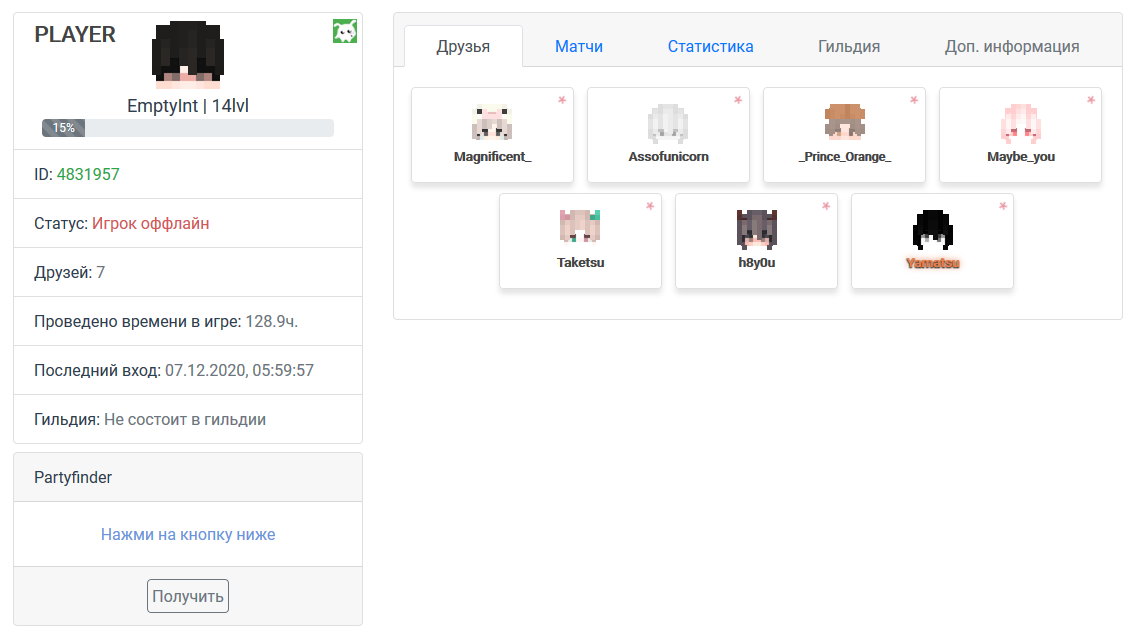 PLAYER
EmptyInt | 14lvl
15%
ID: 4831957
Статус: Игрок оффлайн
Друзей: 7
Проведено времени в игре: 128.9ч.
Последний вход: 07.12.2020, 05:59:57
Гильдия: Не состоит в гильдии
Partyfinder
Нажми на кнопку ниже
Получить
Друзья Матчи Статистика Гильдия Доп. информация
Magnificent_ Assofunicorn _Prince_Orange_ Maybe_you
Taketsu h8y0u Yamatsu